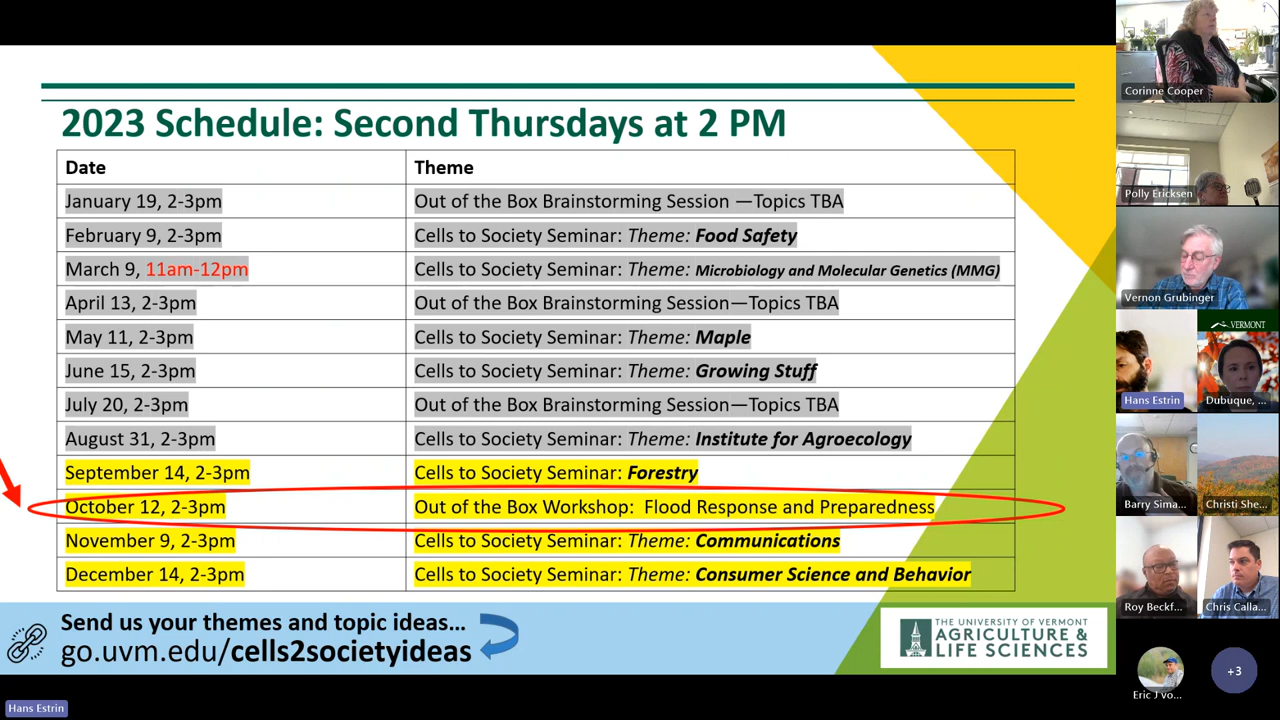 2023 Schedule: Second Thursdays at 2 PM
Date Theme
January 19, 2-3pm Out of the Box Brainstorming Session —Topics TBA
February 9, 2-3pm Cells to Society Seminar: Theme: Food Safety
March 9, 11am-12pm Cells to Society Seminar: Theme: Microbiology and Molecular Genetics (MMG)
April 13, 2-3pm Out of the Box Brainstorming Session—Topics TBA
May 11, 2-3pm Cells to Society Seminar: Theme: Maple
June 15, 2-3pm Cells to Society Seminar: Theme: Growing Stuff
July 20, 2-3pm Out of the Box Brainstorming Session—Topics TBA
August 31, 2-3pm Cells to Society Seminar: Theme: Institute for Agroecology
September 14, 2-3pm Cells to Society Seminar: Forestry
October 12, 2-3pm Out of the Box Workshop: Flood Response and Preparedness
November 9, 2-3pm Cells to Society Seminar: Theme: Communications
December 14, 2-3pm Cells to Society Seminar: Theme: Consumer Science and Behavior
Send us your themes and topic ideas...
go.uvm.edu/cells2societyideas
THE UNIVERSITY OF VERMONT
AGRICULTURE &
LIFE SCIENCES
Hans Estrin
Corinne Cooper
Polly Ericksen
Vernon Grubinger
VERMONT
Hans Estrin
Dubuque, ...
Barry Sima...
Christi She...
Roy Beckf...
Chris Calla...
Eric J vo...
+3